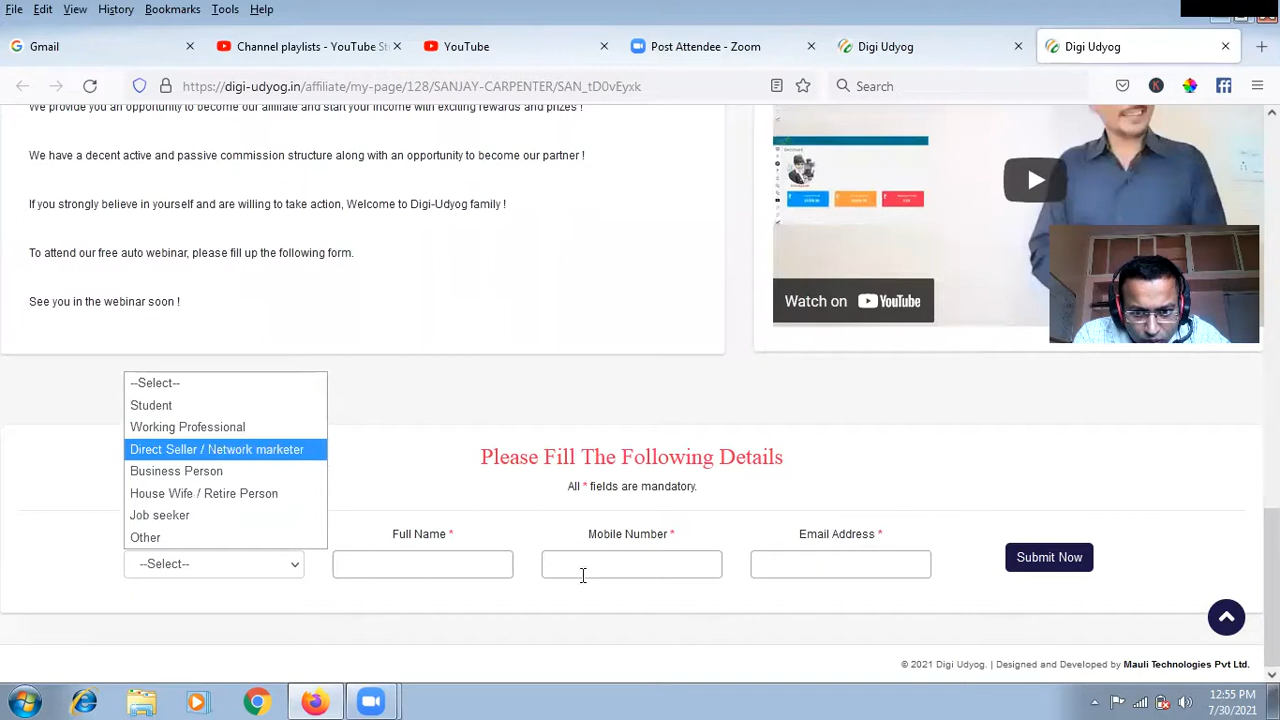 File Edit View History Bookmarks Tools Help
Gmail
Channel playlists - YouTube St
YouTube
Post Attendee - Zoom
Digi Udyog
Digi Udyog
https://digi-udyog.in/affiliate/my-page/128/SANJAY-CARPENTER/SAN_tD0vEyxk
Search
We provide you an opportunity to become our affiliate and start your income with exciting rewards and prizes !
We have a decent active and passive commission structure along with an opportunity to become our partner !
If you strongly believe in yourself and are willing to take action, Welcome to Digi-Udyog family !
To attend our free auto webinar, please fill up the following form.
See you in the webinar soon !
Watch on YouTube
--Select--
Student
Working Professional
Direct Seller / Network marketer
Business Person
House Wife / Retire Person
Job seeker
Other
--Select--
Please Fill The Following Details
All * fields are mandatory.
Full Name *
Mobile Number *
Email Address *
Submit Now
© 2021 Digi Udyog. | Designed and Developed by Mauli Technologies Pvt Ltd.
12:55 PM
7/30/2021